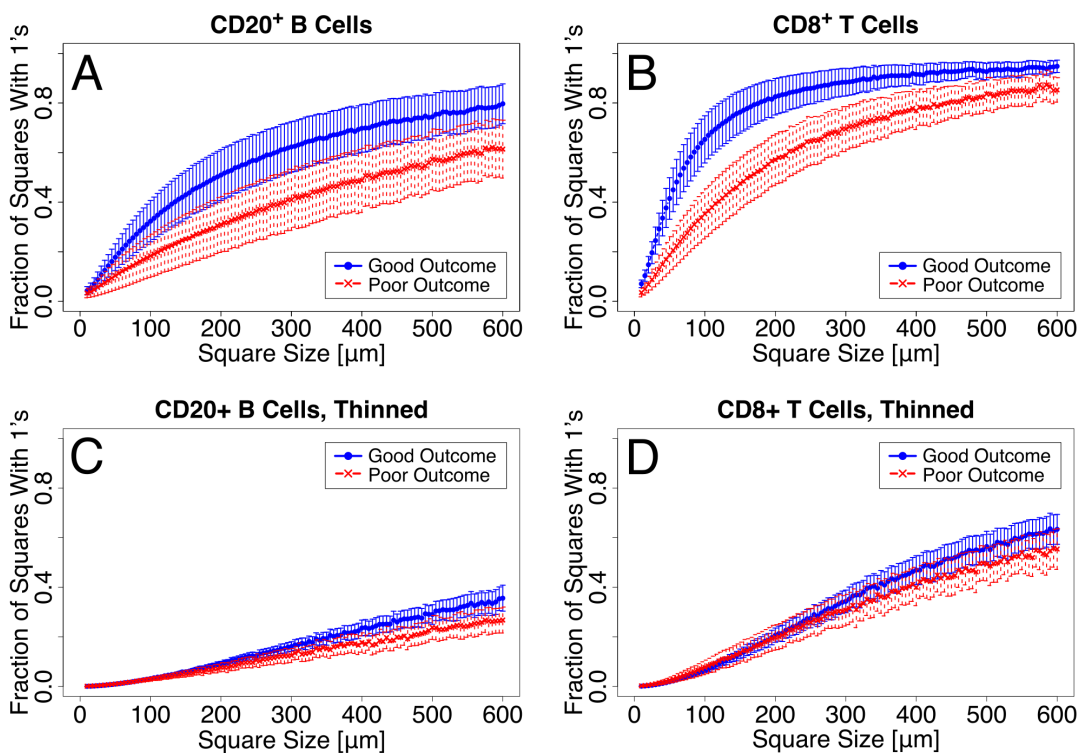 CD20⁺ B Cells
A
Fraction of Squares With 1's
0.0 0.4 0.8
Good Outcome
Poor Outcome
0 100 200 300 400 500 600
Square Size [µm]
CD8⁺ T Cells
B
Fraction of Squares With 1's
0.0 0.4 0.8
Good Outcome
Poor Outcome
0 100 200 300 400 500 600
Square Size [µm]
CD20+ B Cells, Thinned
C
Fraction of Squares With 1's
0.0 0.4 0.8
Good Outcome
Poor Outcome
0 100 200 300 400 500 600
Square Size [µm]
CD8+ T Cells, Thinned
D
Fraction of Squares With 1's
0.0 0.4 0.8
Good Outcome
Poor Outcome
0 100 200 300 400 500 600
Square Size [µm]